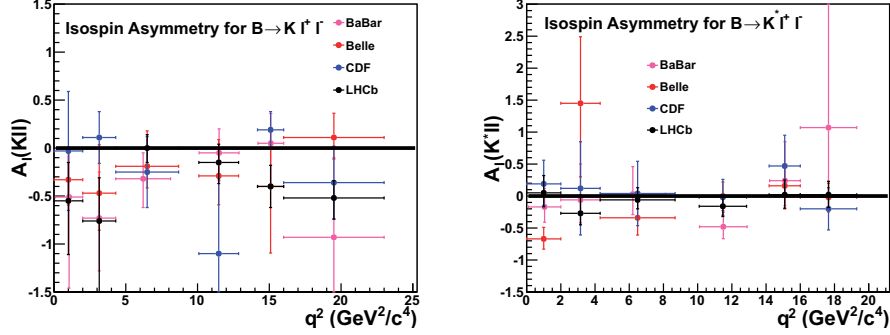 Isospin Asymmetry for B→K l⁺ l⁻
BaBar
Belle
CDF
LHCb
A_I(Kll)
1
0.5
0
-0.5
-1
-1.5
0 5 10 15 20 25
q² (GeV²/c⁴)
Isospin Asymmetry for B→K*l⁺ l⁻
BaBar
Belle
CDF
LHCb
A_I(K*ll)
3
2.5
2
1.5
1
0.5
0
-0.5
-1
-1.5
0 2 4 6 8 10 12 14 16 18 20
q² (GeV²/c⁴)